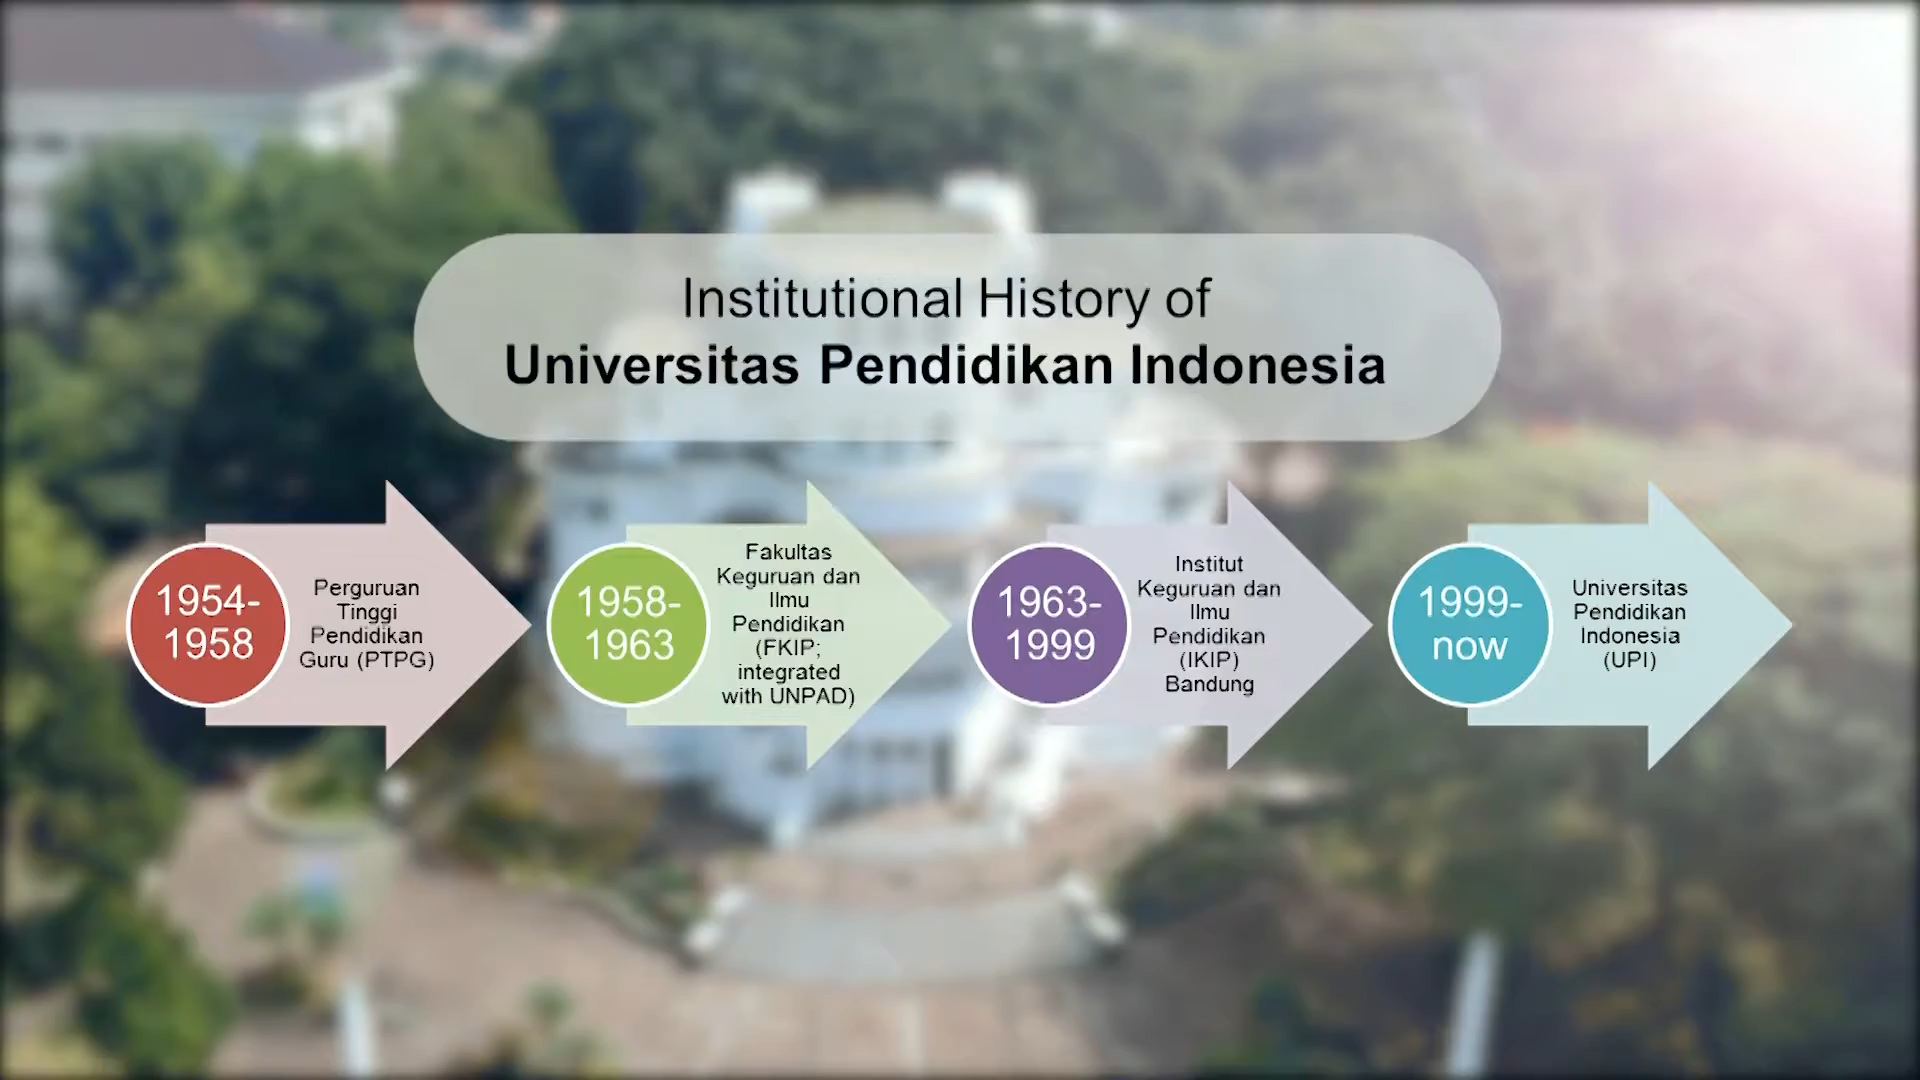 Institutional History of
Universitas Pendidikan Indonesia
1954-
1958
Perguruan
Tinggi
Pendidikan
Guru (PTPG)
1958-
1963
Fakultas
Keguruan dan
Ilmu
Pendidikan
(FKIP;
integrated
with UNPAD)
1963-
1999
Institut
Keguruan dan
Ilmu
Pendidikan
(IKIP)
Bandung
1999-
now
Universitas
Pendidikan
Indonesia
(UPI)